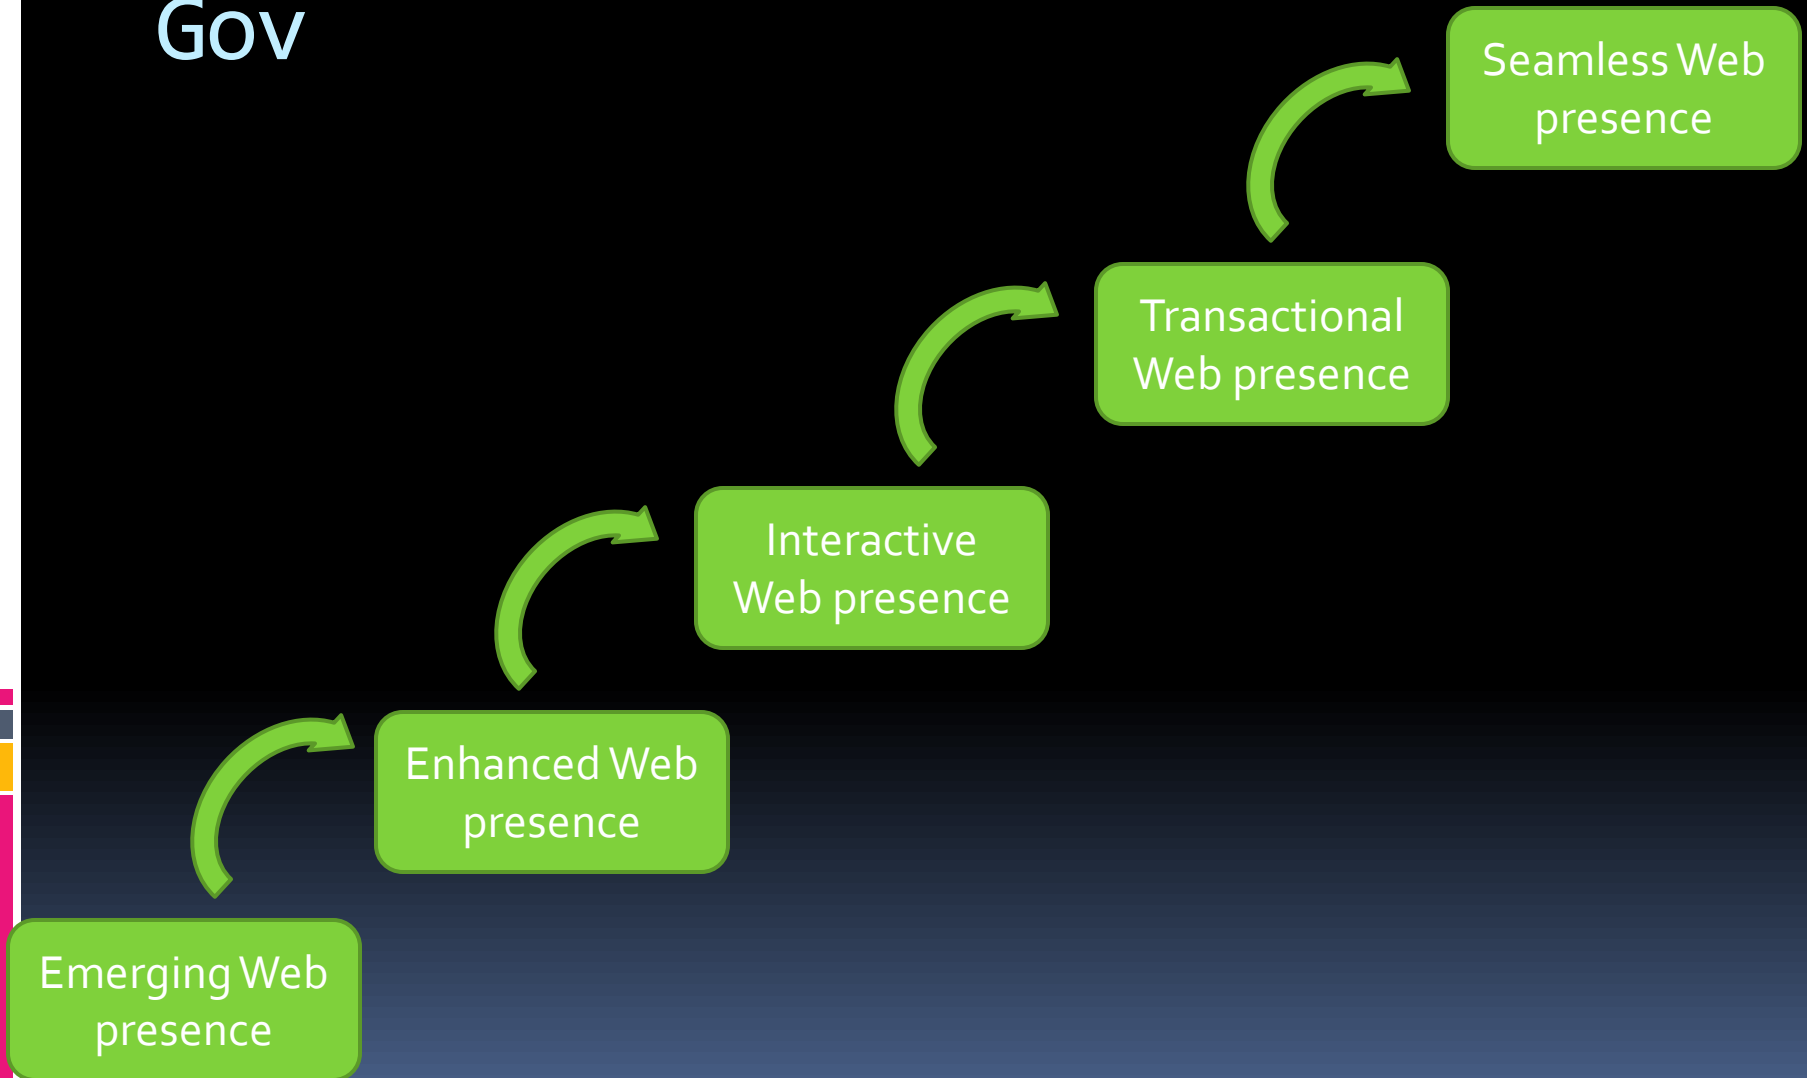 Gov
Seamless Web
presence
Transactional
Web presence
Interactive
Web presence
Enhanced Web
presence
Emerging Web
presence